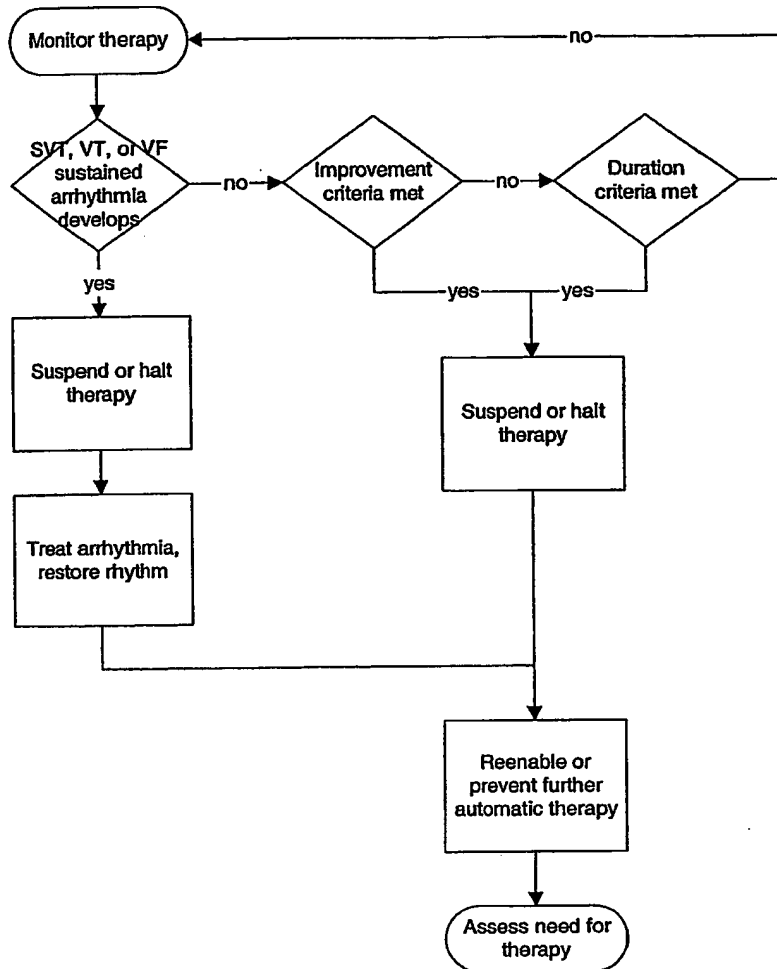 Monitor therapy
no
SVT, VT, or VF
sustained
arrhythmia
develops
no
Improvement
criteria met
no
Duration
criteria met
yes
yes
yes
Suspend or halt
therapy
Suspend or halt
therapy
Treat arrhythmia,
restore rhythm
Reenable or
prevent further
automatic therapy
Assess need for
therapy